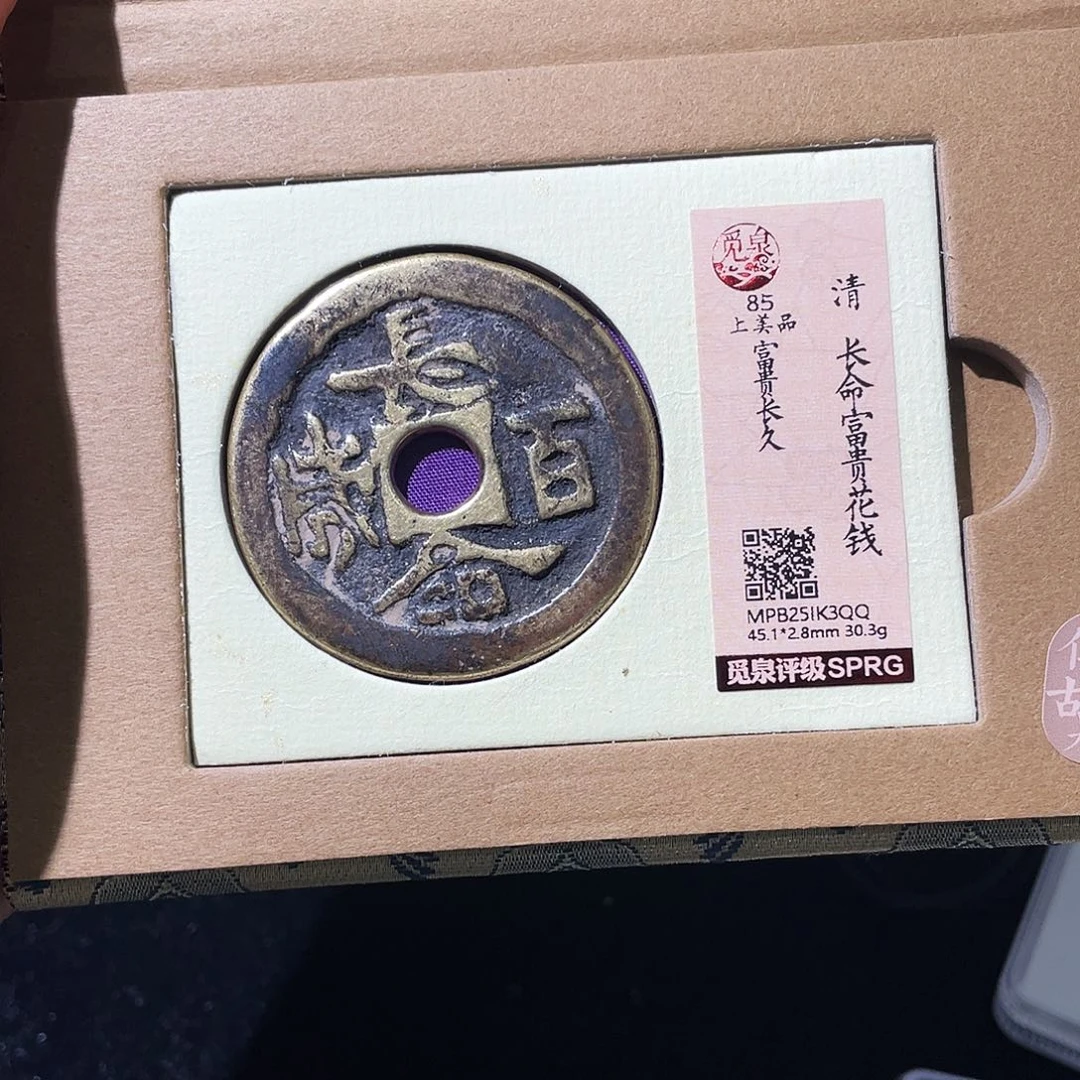 長命百歲
清 长命富贵花钱
觅泉
85
上美品
富贵长久
MPB25IK3QQ
45.1*2.8mm 30.3g
觅泉评级SPRG